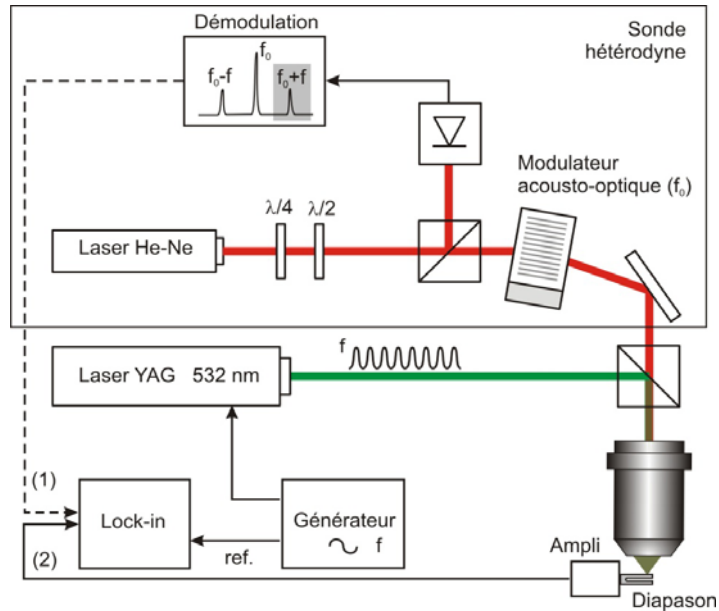 Démodulation
Sonde
hétérodyne
f₀
f₀-f
f₀+f
Modulateur
acousto-optique (f₀)
λ/4
λ/2
Laser He-Ne
f
Laser YAG 532 nm
(1)
Lock-in
Générateur
f
(2)
ref.
Ampli
Diapason